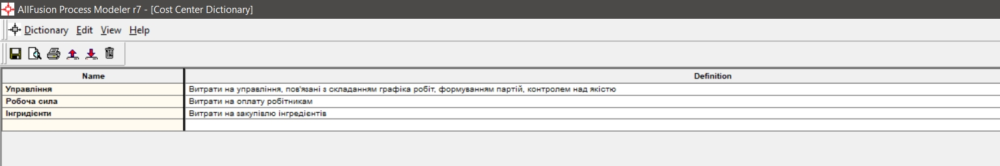 AllFusion Process Modeler r7 - [Cost Center Dictionary]
Dictionary Edit View Help
Name Definition
Управління Витрати на управління, пов'язані з складанням графіка робіт, формуванням партій, контролем над якістю
Робоча сила Витрати на оплату робітникам
Інгридієнти Витрати на закупівлю інгредієнтів